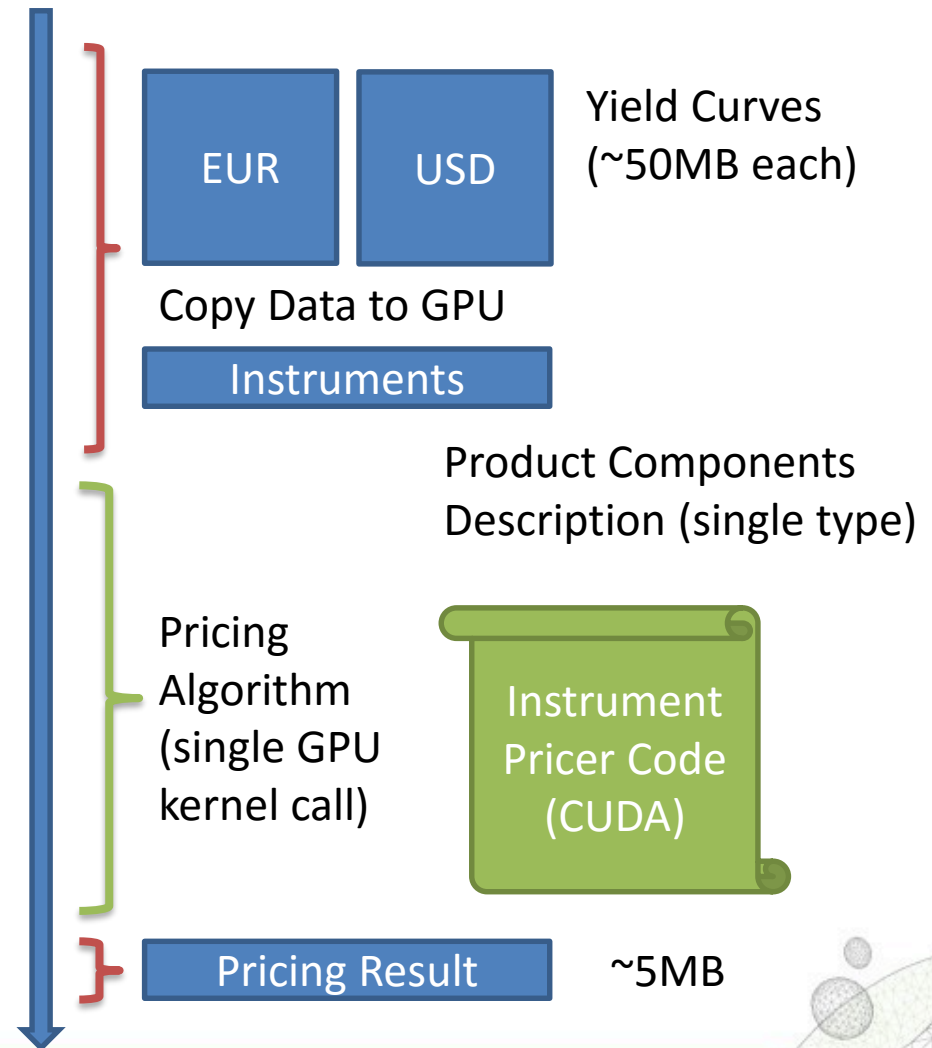 EUR
USD
Yield Curves
(~50MB each)
Copy Data to GPU
Instruments
Product Components
Description (single type)
Pricing
Algorithm
(single GPU
kernel call)
Instrument
Pricer Code
(CUDA)
Pricing Result
~5MB